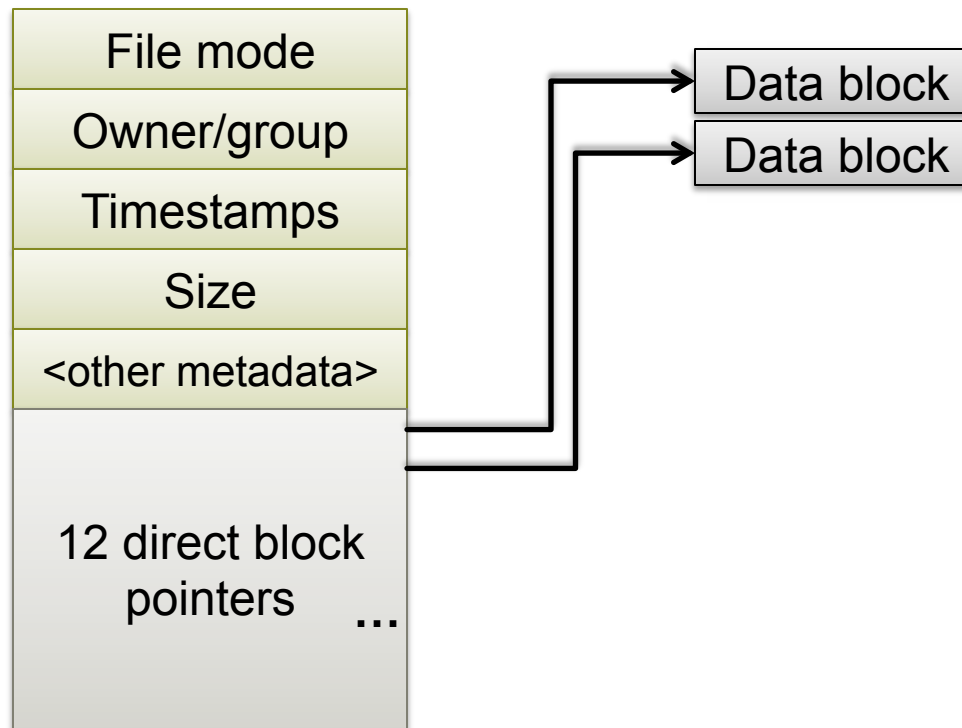 File mode
Owner/group
Timestamps
Size
<other metadata>
12 direct block
pointers ...
Data block
Data block